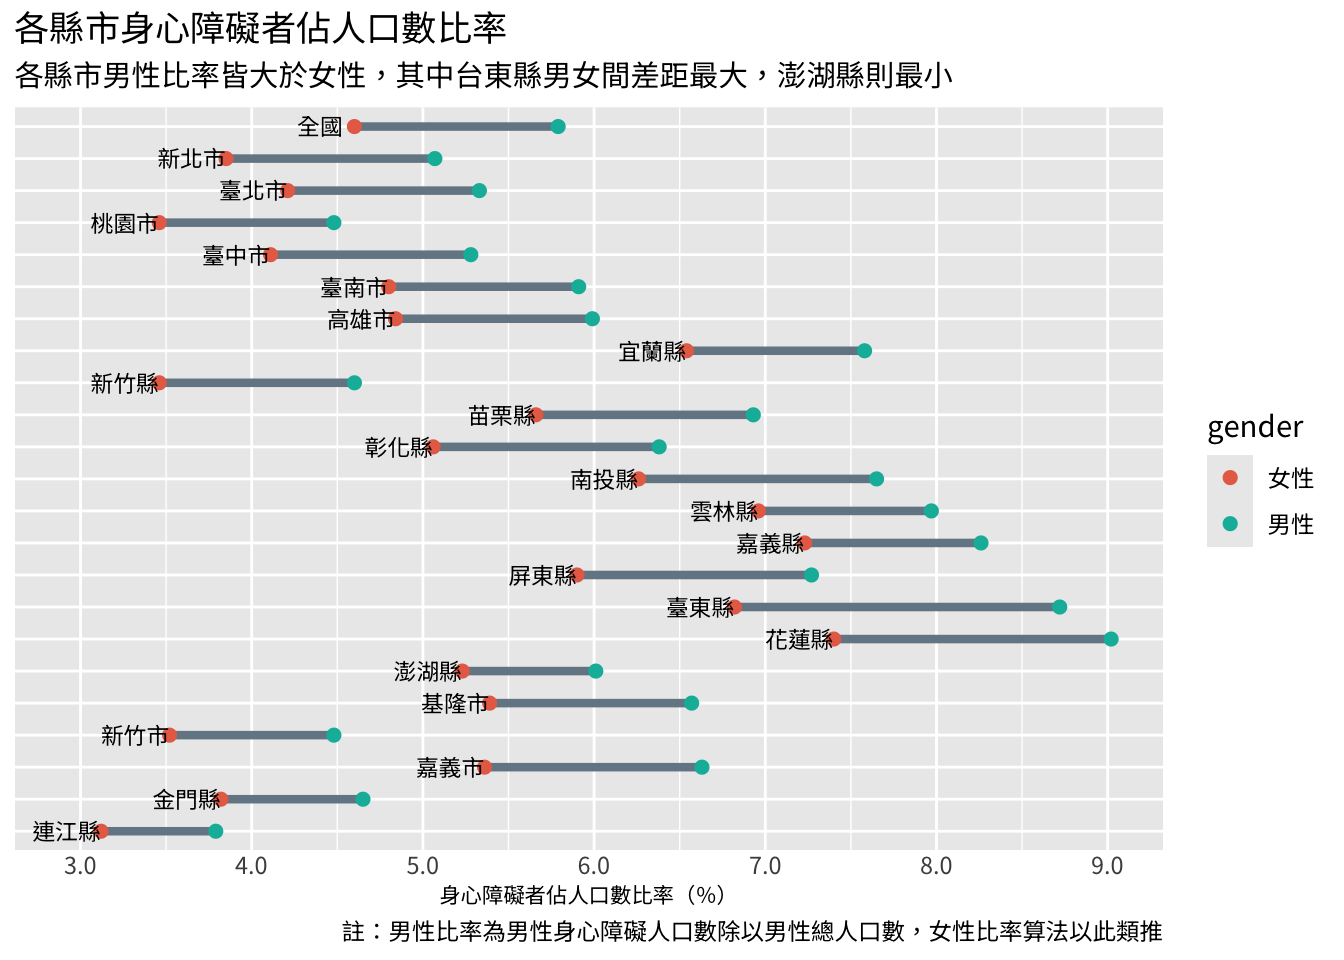 各縣市身心障礙者佔人口數比率
各縣市男性比率皆大於女性，其中台東縣男女間差距最大，澎湖縣則最小
全國
新北市
臺北市
桃園市
臺中市
臺南市
高雄市
宜蘭縣
新竹縣
苗栗縣
彰化縣
南投縣
雲林縣
嘉義縣
屏東縣
臺東縣
花蓮縣
澎湖縣
基隆市
新竹市
嘉義市
金門縣
連江縣
3.0 4.0 5.0 6.0 7.0 8.0 9.0
身心障礙者佔人口數比率（%）
註：男性比率為男性身心障礙人口數除以男性總人口數，女性比率算法以此類推
gender
女性
男性